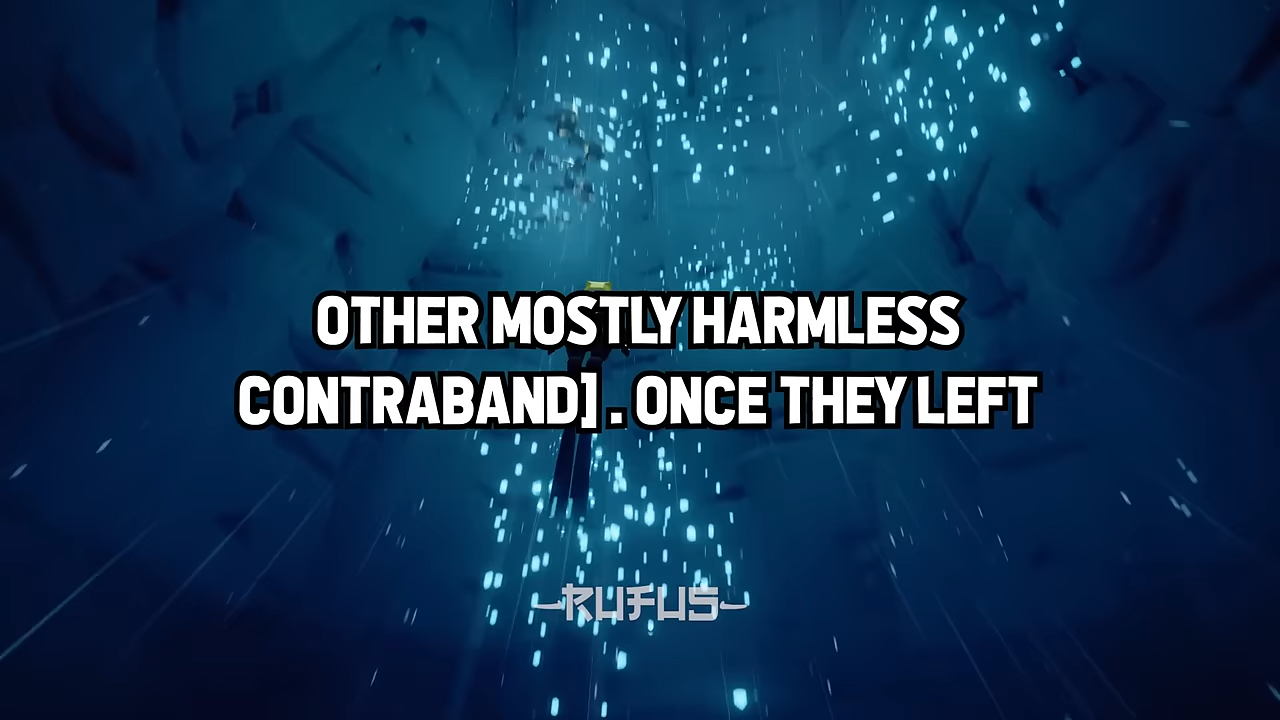 OTHER MOSTLY HARMLESS
CONTRABAND] . ONCE THEY LEFT
-RUFUS-